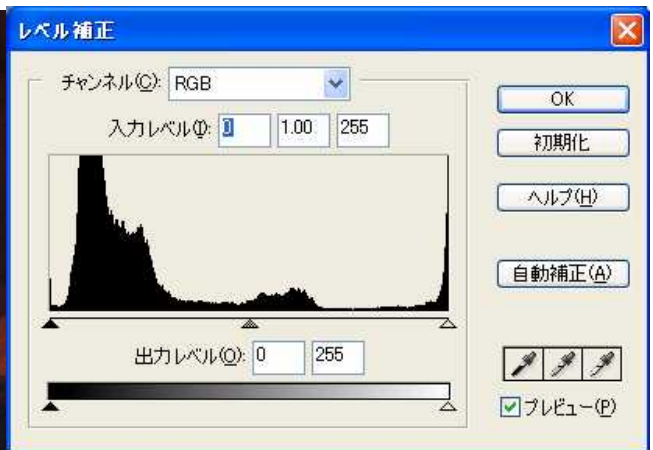 レベル補正
チャンネル(C): RGB
入力レベル(I): 0 1.00 255
出力レベル(O): 0 255
OK
初期化
ヘルプ(H)
自動補正(A)
プレビュー(P)